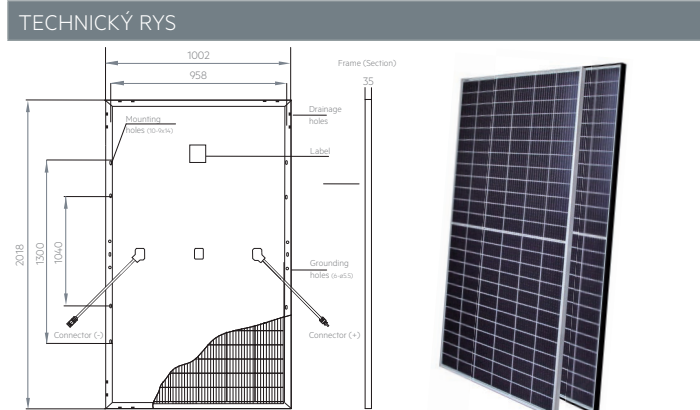 TECHNICKÝ RYS
1002
958
Frame (Section)
35
Mounting
holes (10-9x14)
Drainage
holes
Label
2018
1300
1040
Grounding
holes (6-ø5.5)
Connector (-)
Connector (+)